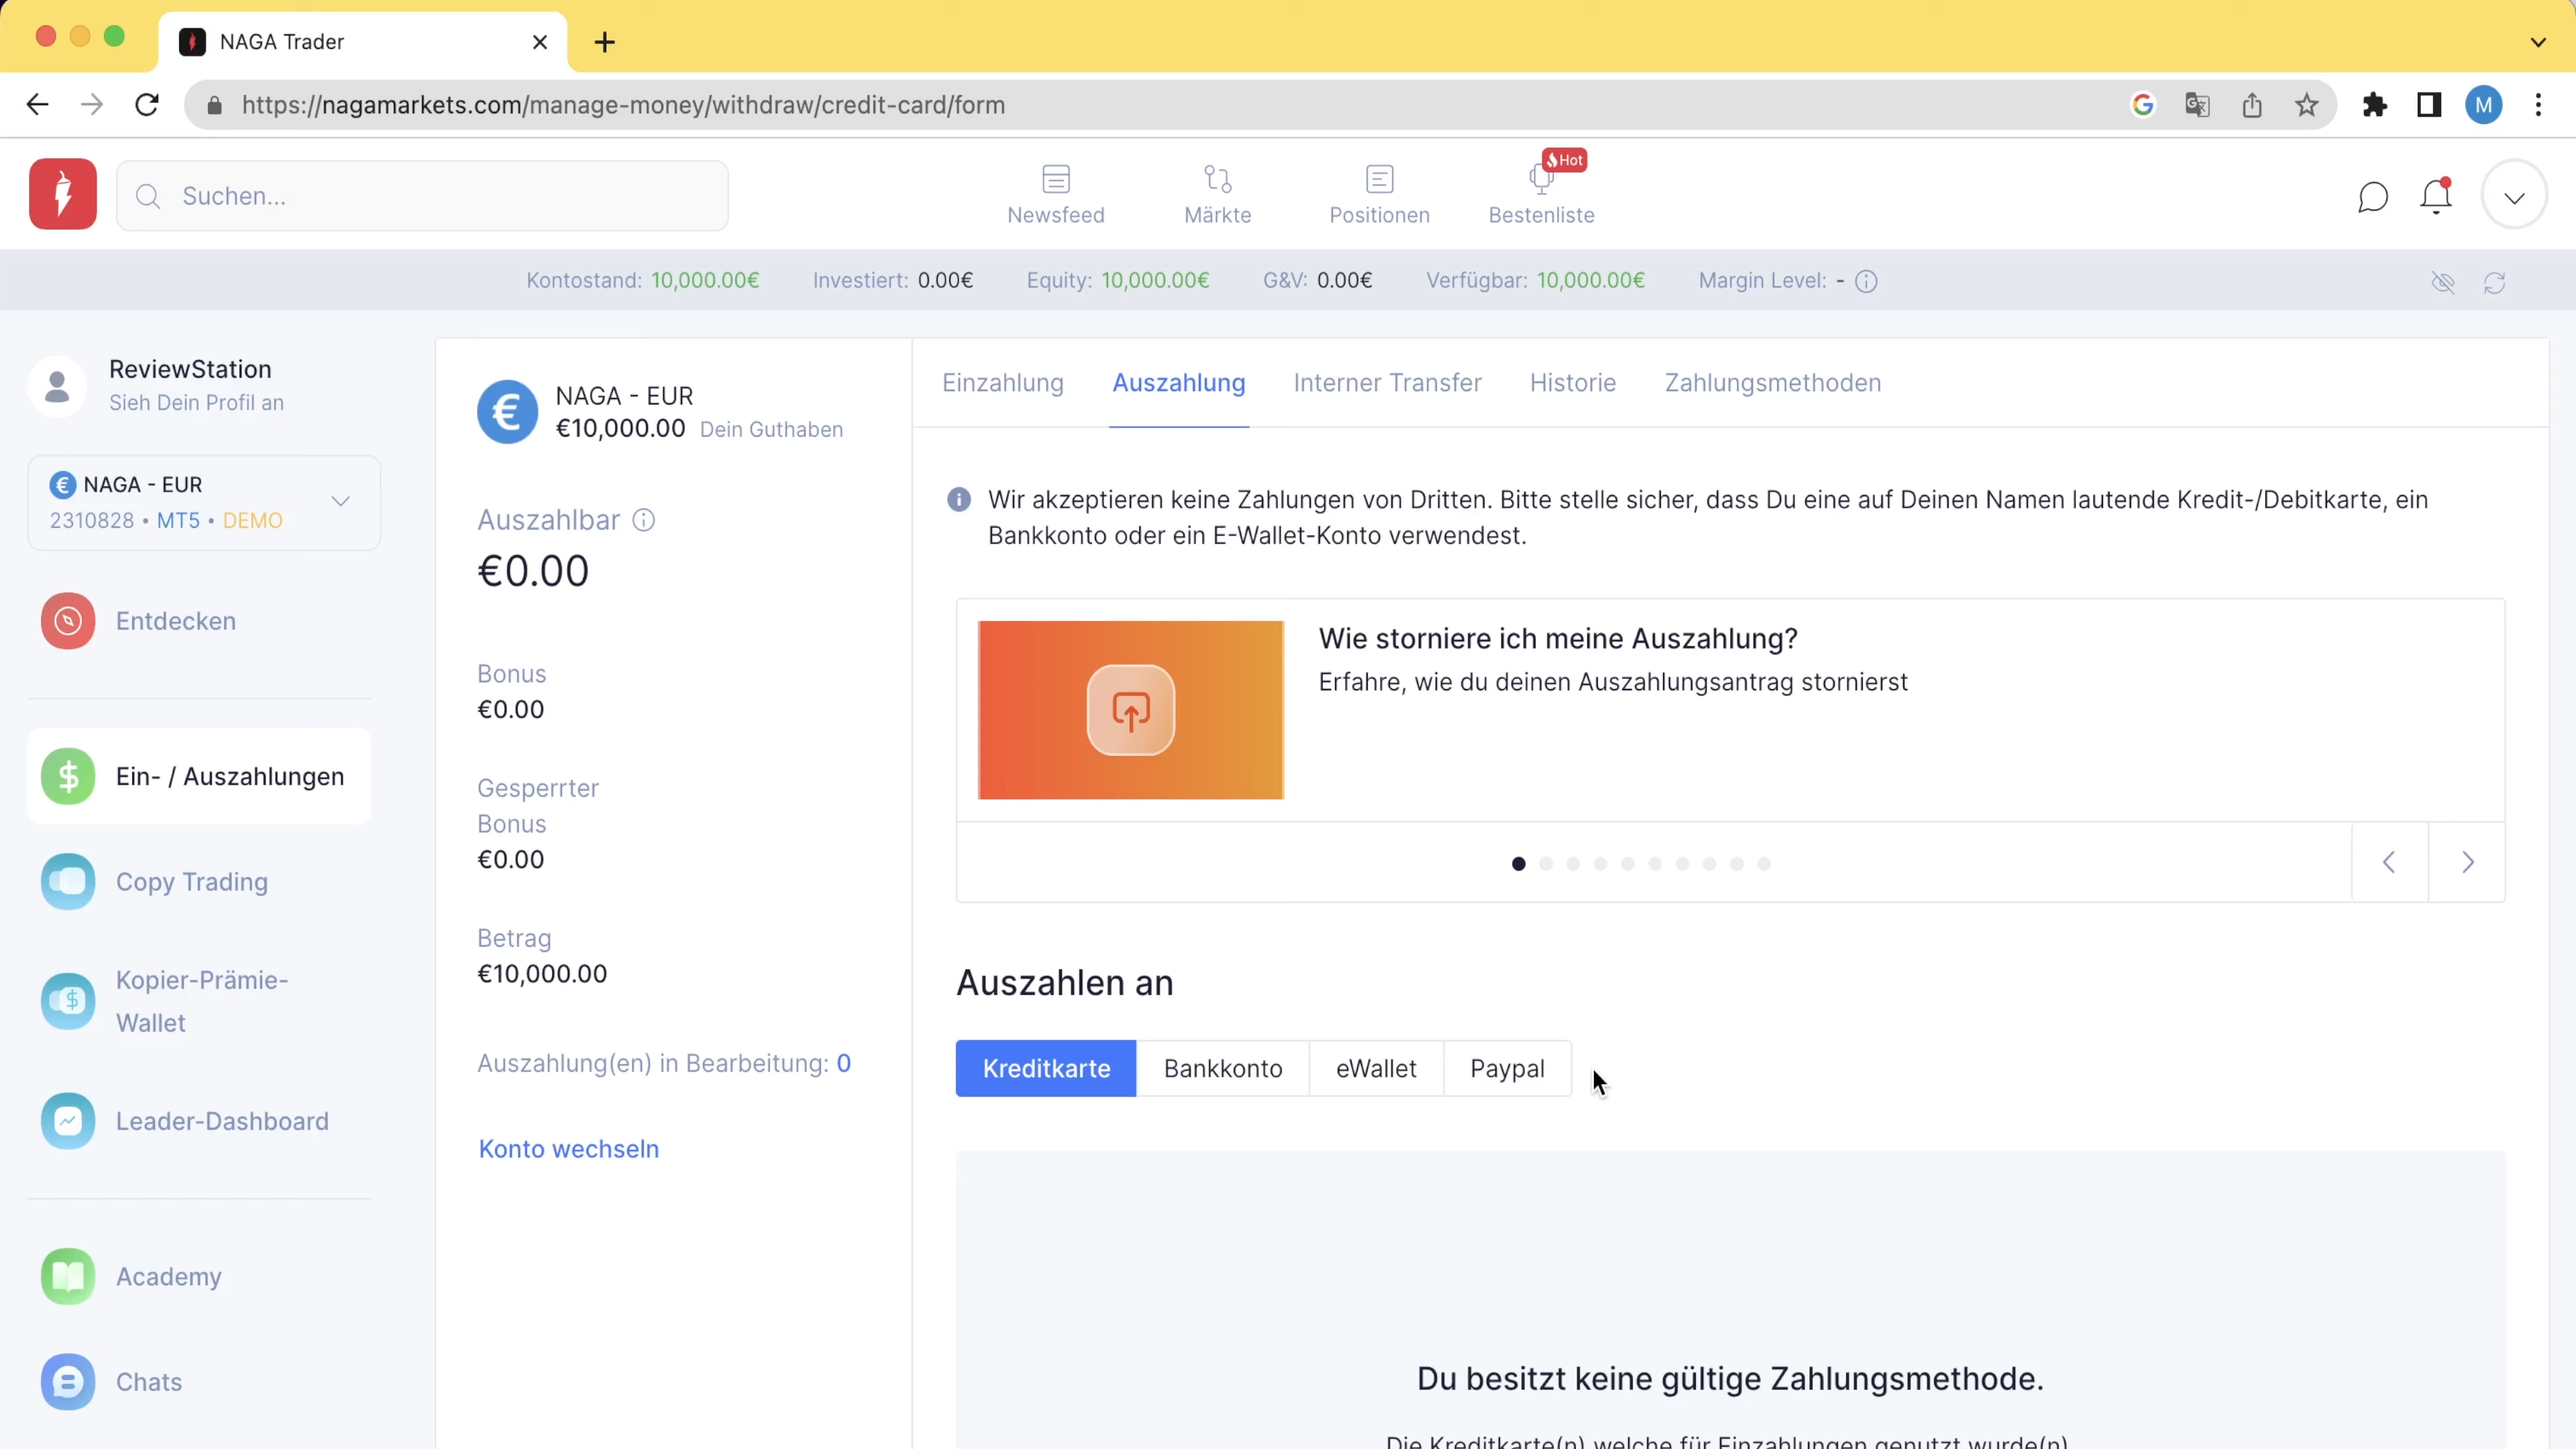 NAGA Trader
https://nagamarkets.com/manage-money/withdraw/credit-card/form
M
Suchen...
Newsfeed
Märkte
Positionen
Hot
Bestenliste
Kontostand: 10,000.00€ Investiert: 0.00€ Equity: 10,000.00€ G&V: 0.00€ Verfügbar: 10,000.00€ Margin Level: -
ReviewStation
Sieh Dein Profil an
NAGA - EUR
2310828 • MT5 • DEMO
Entdecken
Ein- / Auszahlungen
Copy Trading
Kopier-Prämie-
Wallet
Leader-Dashboard
Academy
Chats
NAGA - EUR
€10,000.00 Dein Guthaben
Auszahlbar
€0.00
Bonus
€0.00
Gesperrter
Bonus
€0.00
Betrag
€10,000.00
Auszahlung(en) in Bearbeitung: 0
Konto wechseln
Einzahlung Auszahlung Interner Transfer Historie Zahlungsmethoden
Wir akzeptieren keine Zahlungen von Dritten. Bitte stelle sicher, dass Du eine auf Deinen Namen lautende Kredit-/Debitkarte, ein
Bankkonto oder ein E-Wallet-Konto verwendest.
Wie storniere ich meine Auszahlung?
Erfahre, wie du deinen Auszahlungsantrag stornierst
Auszahlen an
Kreditkarte Bankkonto eWallet Paypal
Du besitzt keine gültige Zahlungsmethode.
Die Kreditkarte(n) welche für Einzahlungen genutzt wurde(n)